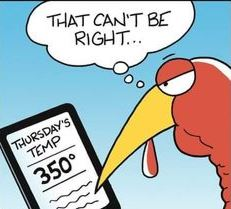 THAT CAN'T BE
RIGHT...
THURSDAY'S
TEMP
350°